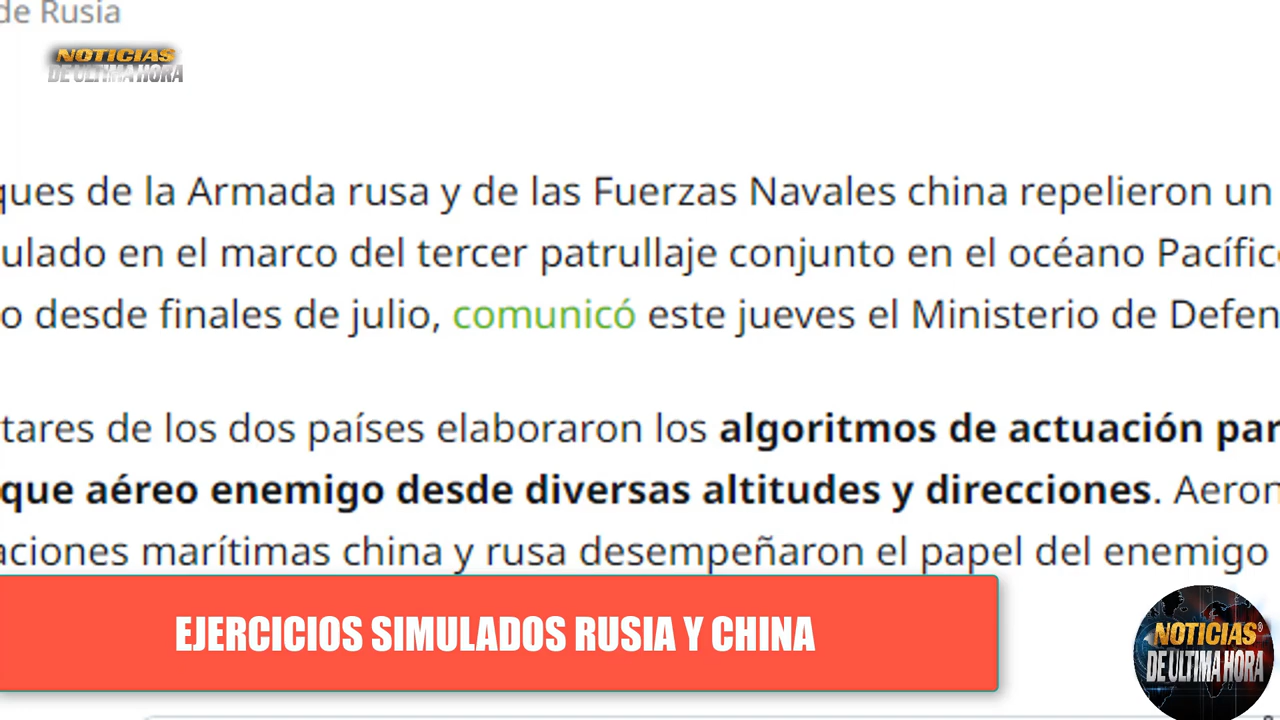 de Rusia
NOTICIAS
DE ULTIMA HORA
ques de la Armada rusa y de las Fuerzas Navales china repelieron un
ulado en el marco del tercer patrullaje conjunto en el océano Pacífic
o desde finales de julio, comunicó este jueves el Ministerio de Defen
tares de los dos países elaboraron los algoritmos de actuación par
que aéreo enemigo desde diversas altitudes y direcciones. Aeron
aciones marítimas china y rusa desempeñaron el papel del enemigo
EJERCICIOS SIMULADOS RUSIA Y CHINA
NOTICIAS®
DE ULTIMA HORA